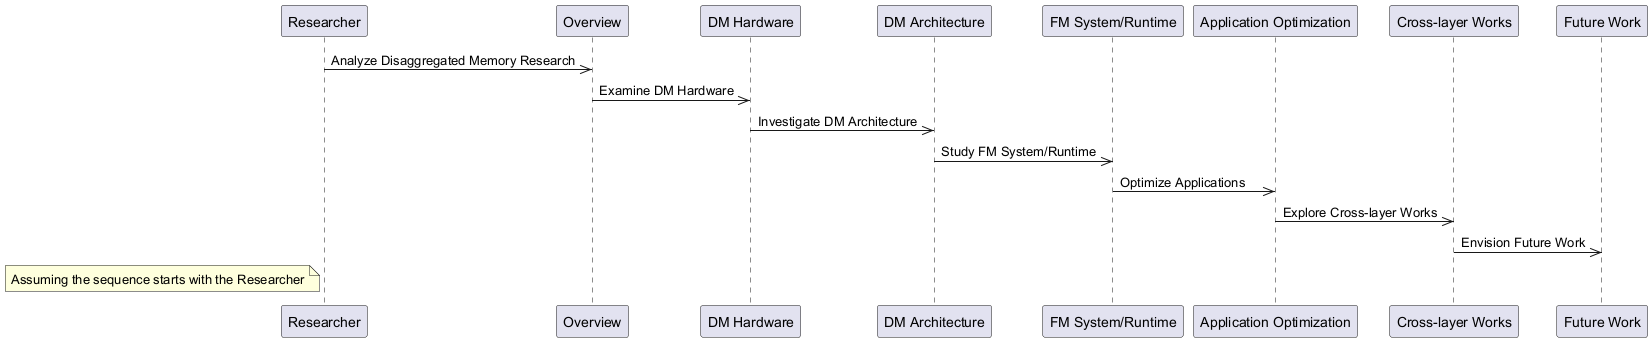 Researcher
Overview
DM Hardware
DM Architecture
FM System/Runtime
Application Optimization
Cross-layer Works
Future Work
Analyze Disaggregated Memory Research
Examine DM Hardware
Investigate DM Architecture
Study FM System/Runtime
Optimize Applications
Explore Cross-layer Works
Envision Future Work
Assuming the sequence starts with the Researcher
Researcher
Overview
DM Hardware
DM Architecture
FM System/Runtime
Application Optimization
Cross-layer Works
Future Work